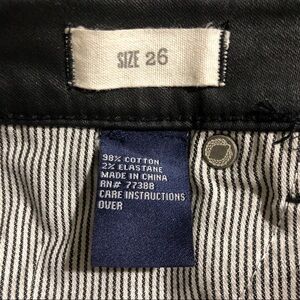 SIZE 26
98% COTTON
2% ELASTANE
MADE IN CHINA
RN# 77388
CARE INSTRUCTIONS
OVER